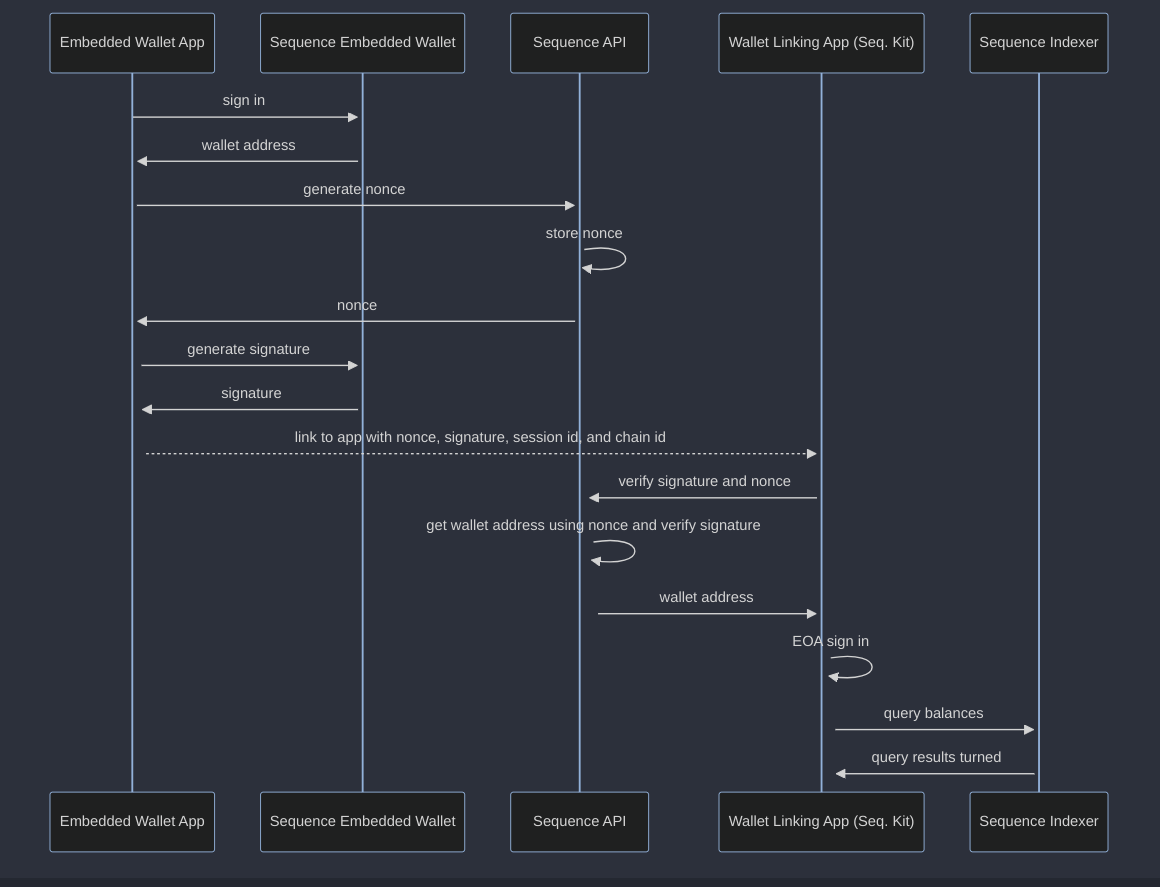 Embedded Wallet App
Sequence Embedded Wallet
Sequence API
Wallet Linking App (Seq. Kit)
Sequence Indexer
sign in
wallet address
generate nonce
store nonce
nonce
generate signature
signature
link to app with nonce, signature, session id, and chain id
verify signature and nonce
get wallet address using nonce and verify signature
wallet address
EOA sign in
query balances
query results turned
Embedded Wallet App
Sequence Embedded Wallet
Sequence API
Wallet Linking App (Seq. Kit)
Sequence Indexer